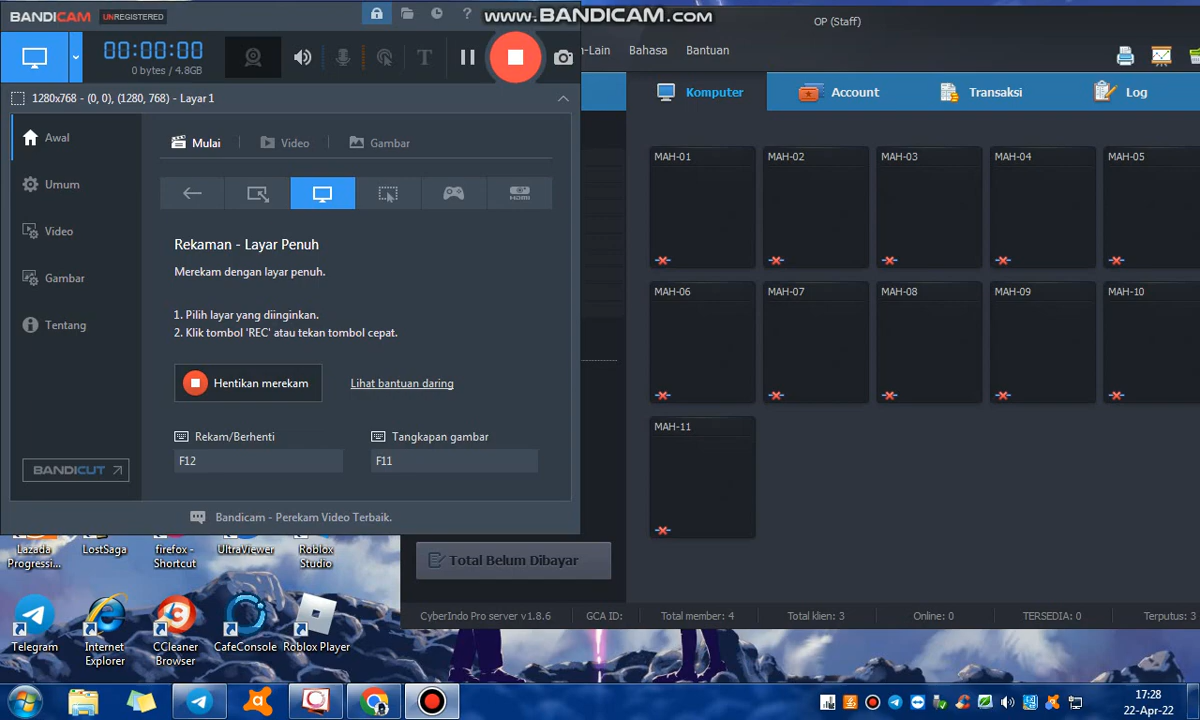 BANDICAM UNREGISTERED
www.BANDICAM.com
00:00:00
0 bytes / 4.8GB
1280x768 - (0, 0), (1280, 768) - Layar 1
Awal
Umum
Video
Gambar
Tentang
BANDICUT
Mulai
Video
Gambar
HDMI
Rekaman - Layar Penuh
Merekam dengan layar penuh.
1. Pilih layar yang diinginkan.
2. Klik tombol 'REC' atau tekan tombol cepat.
Hentikan merekam
Lihat bantuan daring
Rekam/Berhenti
F12
Tangkapan gambar
F11
Bandicam - Perekam Video Terbaik.
OP (Staff)
n-Lain
Bahasa
Bantuan
Komputer
Account
Transaksi
Log
MAH-01
MAH-02
MAH-03
MAH-04
MAH-05
MAH-06
MAH-07
MAH-08
MAH-09
MAH-10
MAH-11
Total Belum Dibayar
CyberIndo Pro server v1.8.6
GCA ID:
Total member: 4
Total klien: 3
Online: 0
TERSEDIA: 0
Terputus: 3
Lazada
Progressi...
LostSaga
firefox -
Shortcut
UltraViewer
Roblox
Studio
Telegram
Internet
Explorer
CCleaner
Browser
CafeConsole
Roblox Player
17:28
22-Apr-22